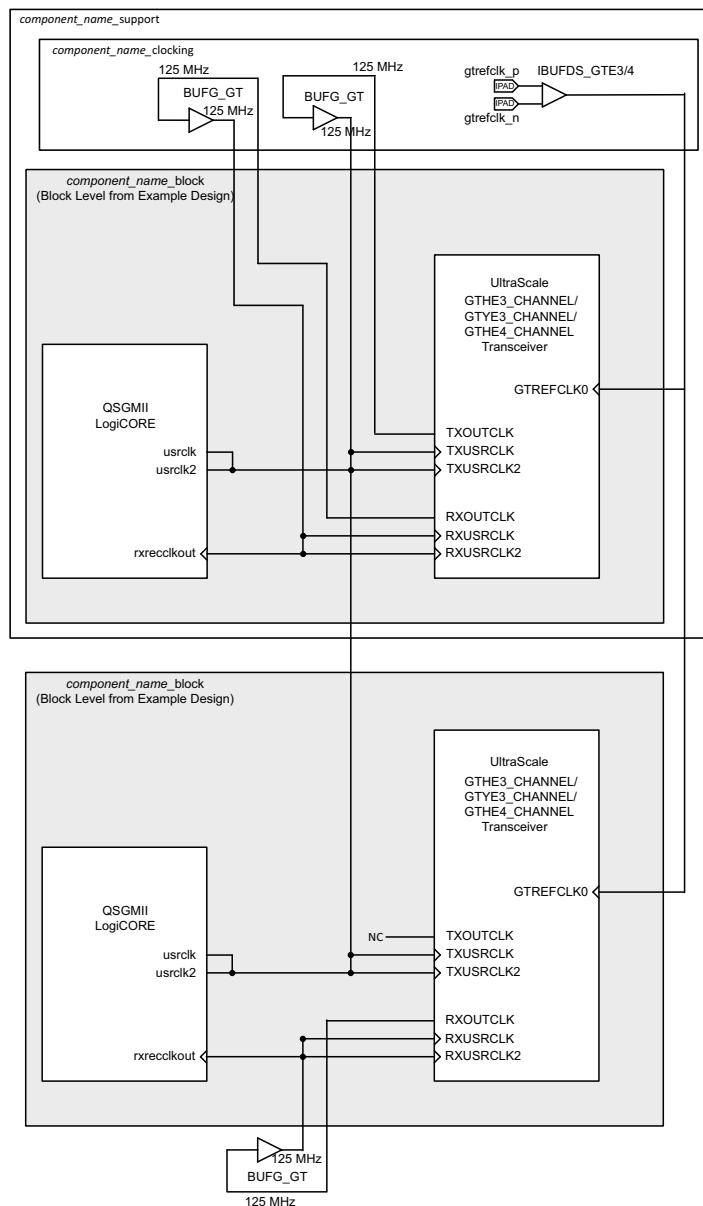 component_name_support
component_name_clocking
125 MHz
BUFG_GT
125 MHz
125 MHz
BUFG_GT
125 MHz
gtrefclk_p
IPAD
IPAD
gtrefclk_n
IBUFDS_GTE3/4
component_name_block
(Block Level from Example Design)
UltraScale
GTHE3_CHANNEL/
GTYE3_CHANNEL/
GTHE4_CHANNEL
Transceiver
GTREFCLK0
QSGMII
LogiCORE
usrclk
usrclk2
rxrecclkout
TXOUTCLK
TXUSRCLK
TXUSRCLK2
RXOUTCLK
RXUSRCLK
RXUSRCLK2
component_name_block
(Block Level from Example Design)
UltraScale
GTHE3_CHANNEL/
GTYE3_CHANNEL/
GTHE4_CHANNEL
Transceiver
GTREFCLK0
QSGMII
LogiCORE
usrclk
usrclk2
rxrecclkout
NC
TXOUTCLK
TXUSRCLK
TXUSRCLK2
RXOUTCLK
RXUSRCLK
RXUSRCLK2
125 MHz
BUFG_GT
125 MHz